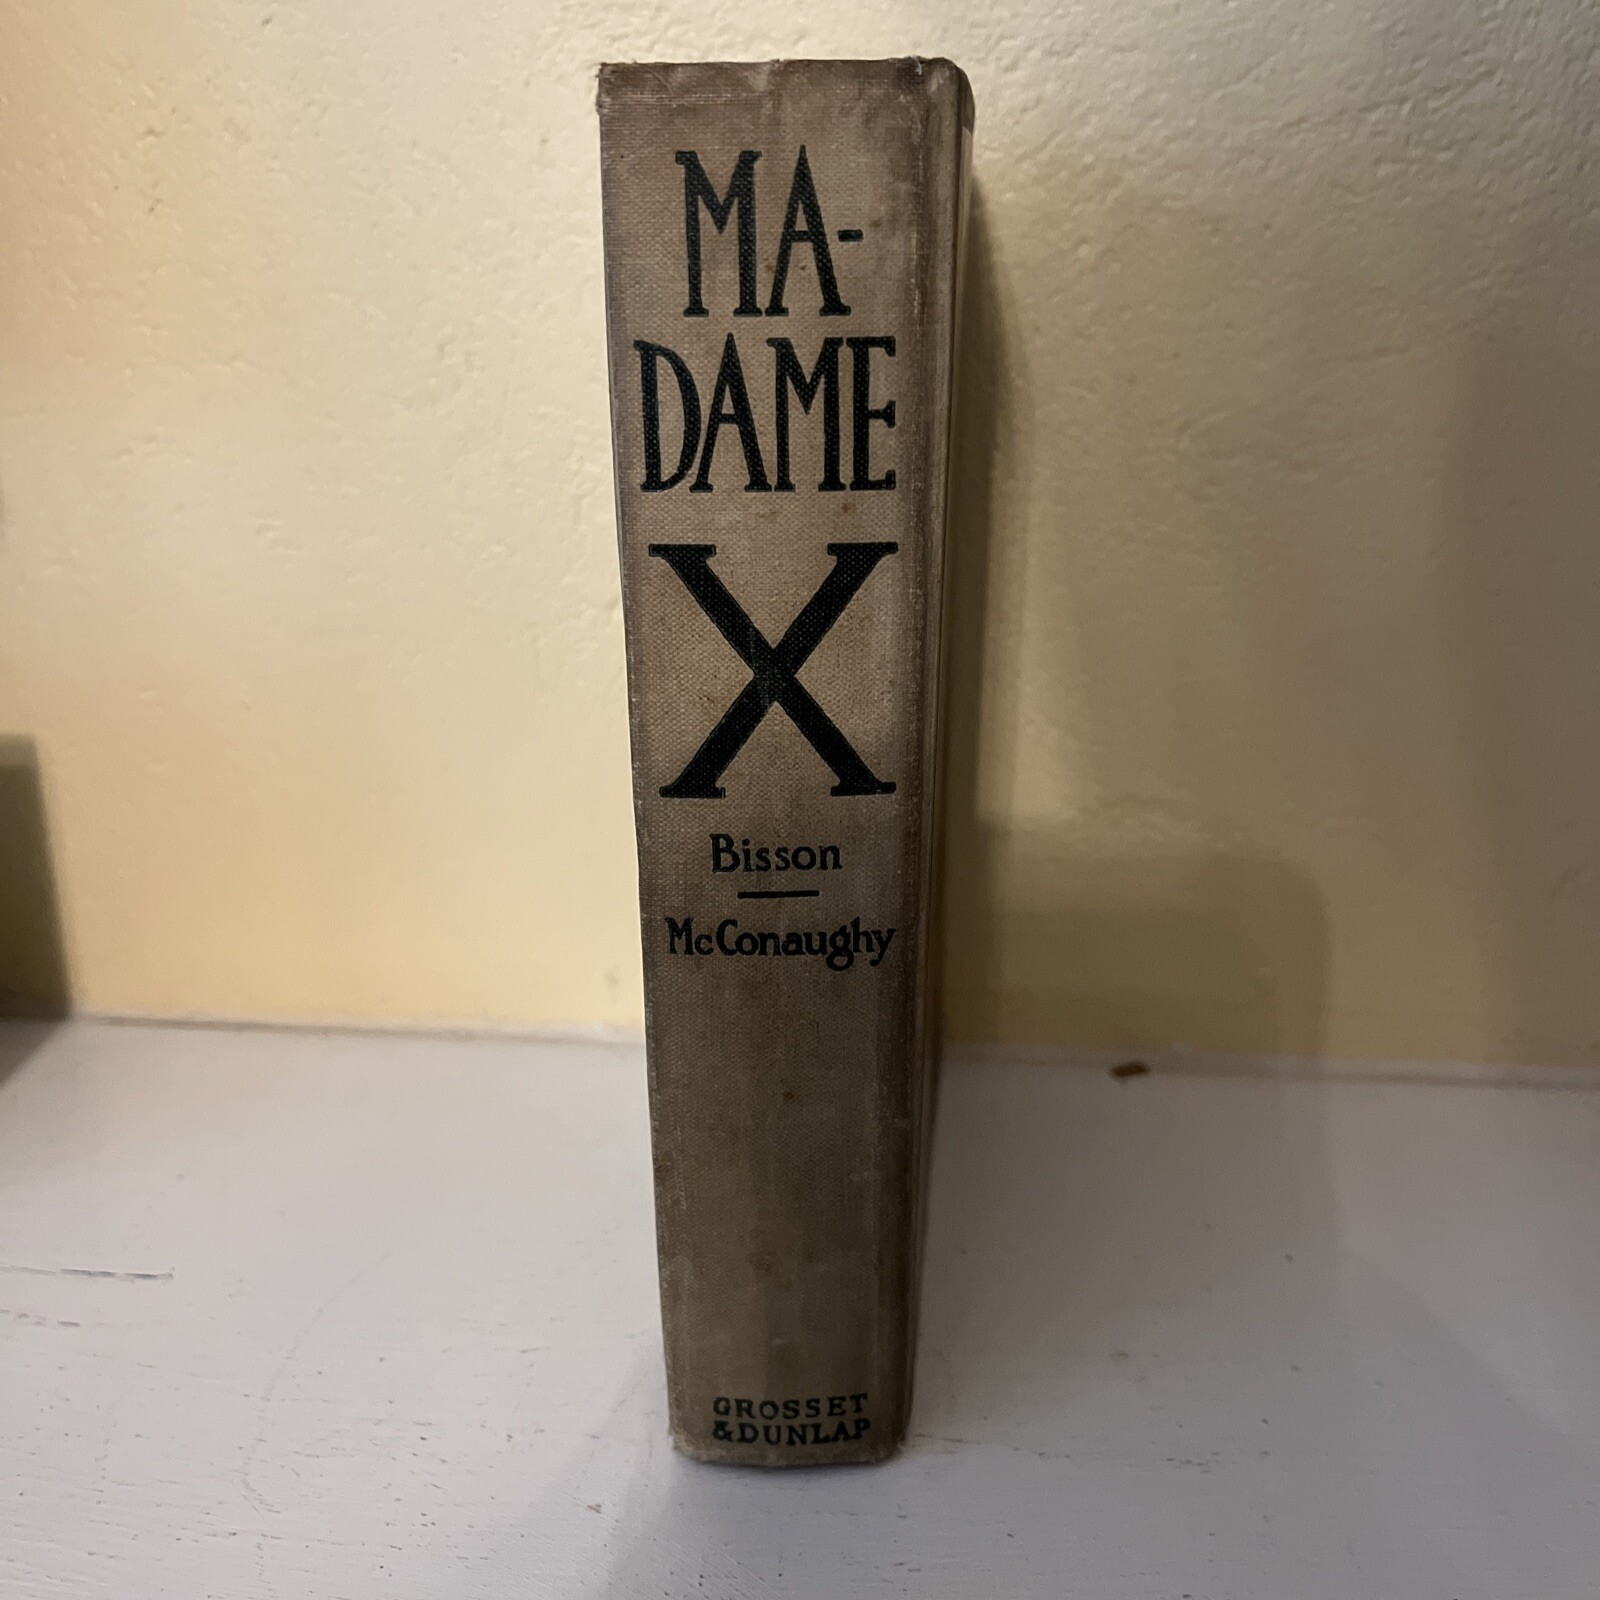 MA-
DAME
X
Bisson
McConaughy
GROSSET
& DUNLAP